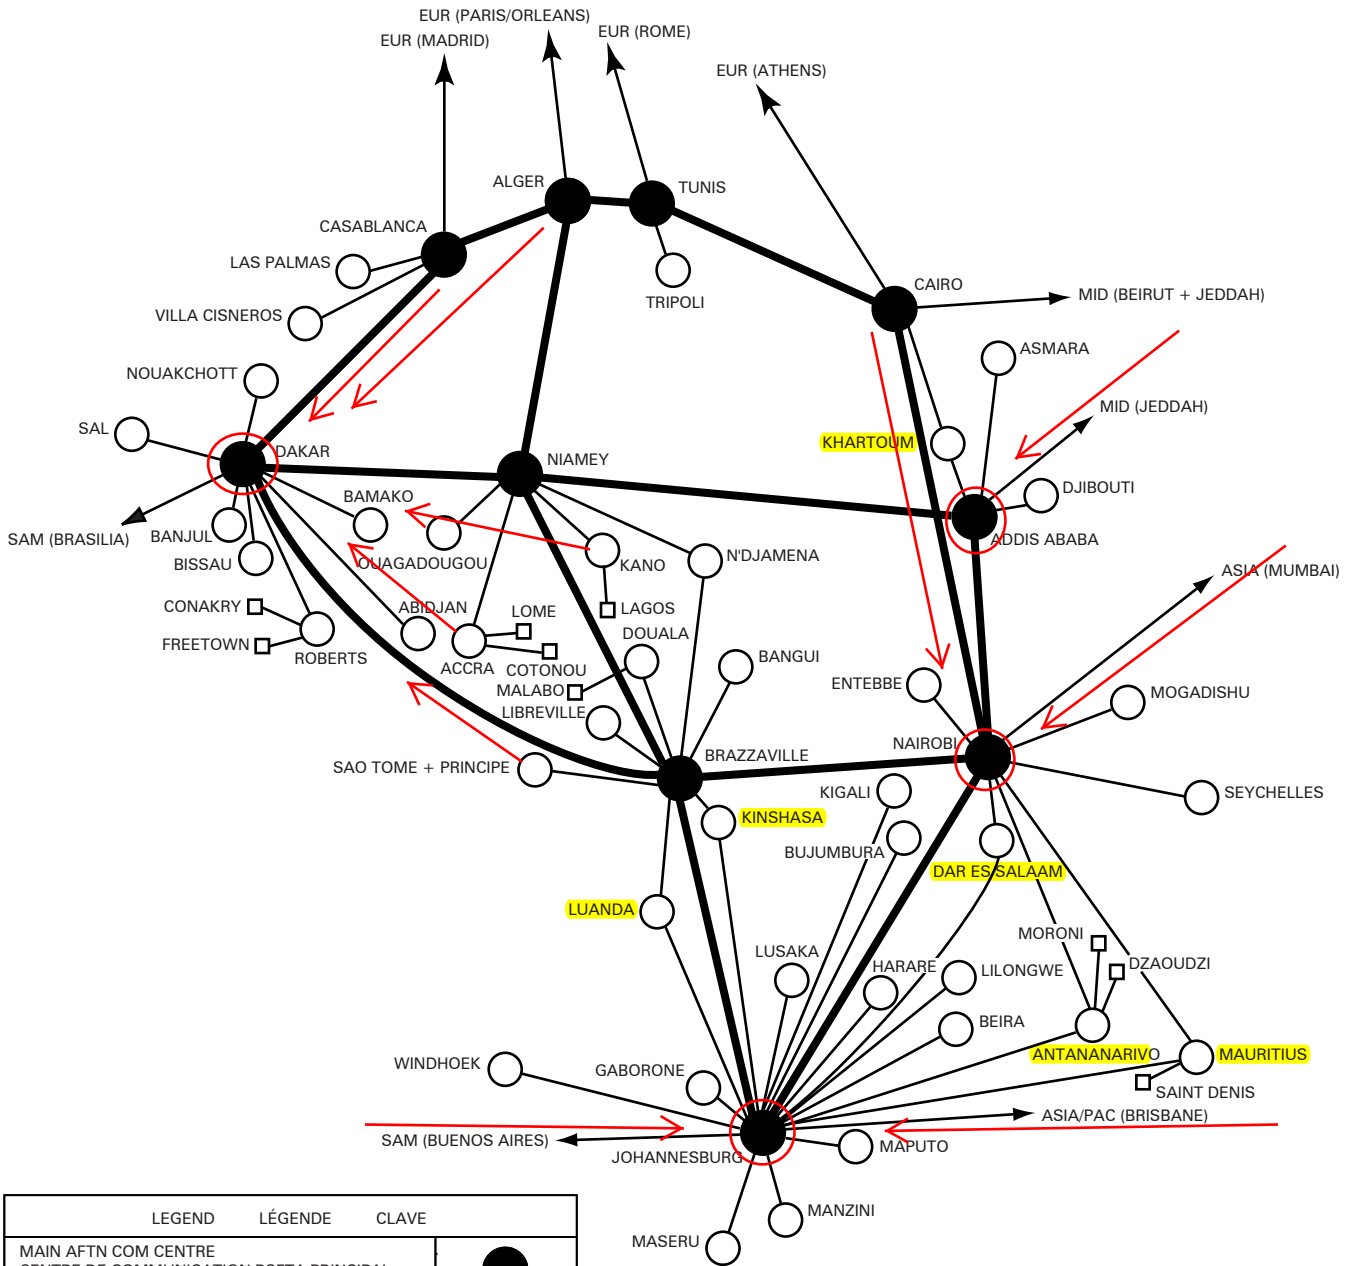 EUR (PARIS/ORLEANS)
EUR (MADRID)
EUR (ROME)
EUR (ATHENS)
ALGER
TUNIS
CASABLANCA
LAS PALMAS
TRIPOLI
CAIRO
MID (BEIRUT + JEDDAH)
VILLA CISNEROS
ASMARA
NOUAKCHOTT
MID (JEDDAH)
SAL
KHARTOUM
DAKAR
NIAMEY
DJIBOUTI
BAMAKO
SAM (BRASILIA)
BANJUL
ADDIS ABABA
BISSAU
OUAGADOUGOU
KANO
N'DJAMENA
ASIA (MUMBAI)
CONAKRY
ABIDJAN
LOME
LAGOS
FREETOWN
ROBERTS
ACCRA
COTONOU
DOUALA
BANGUI
MALABO
ENTEBBE
MOGADISHU
LIBREVILLE
NAIROBI
BRAZZAVILLE
SAO TOME + PRINCIPE
KIGALI
SEYCHELLES
KINSHASA
BUJUMBURA
DAR ES SALAAM
LUANDA
MORONI
LUSAKA
HARARE
LILONGWE
DZAOUDZI
BEIRA
WINDHOEK
GABORONE
ANTANANARIVO
MAURITIUS
SAINT DENIS
ASIA/PAC (BRISBANE)
SAM (BUENOS AIRES)
JOHANNESBURG
MAPUTO
MANZINI
MASERU
LEGEND LÉGENDE CLAVE
MAIN AFTN COM CENTRE
CENTRE DE COMMUNICATION RSFTA PRINCIPAL